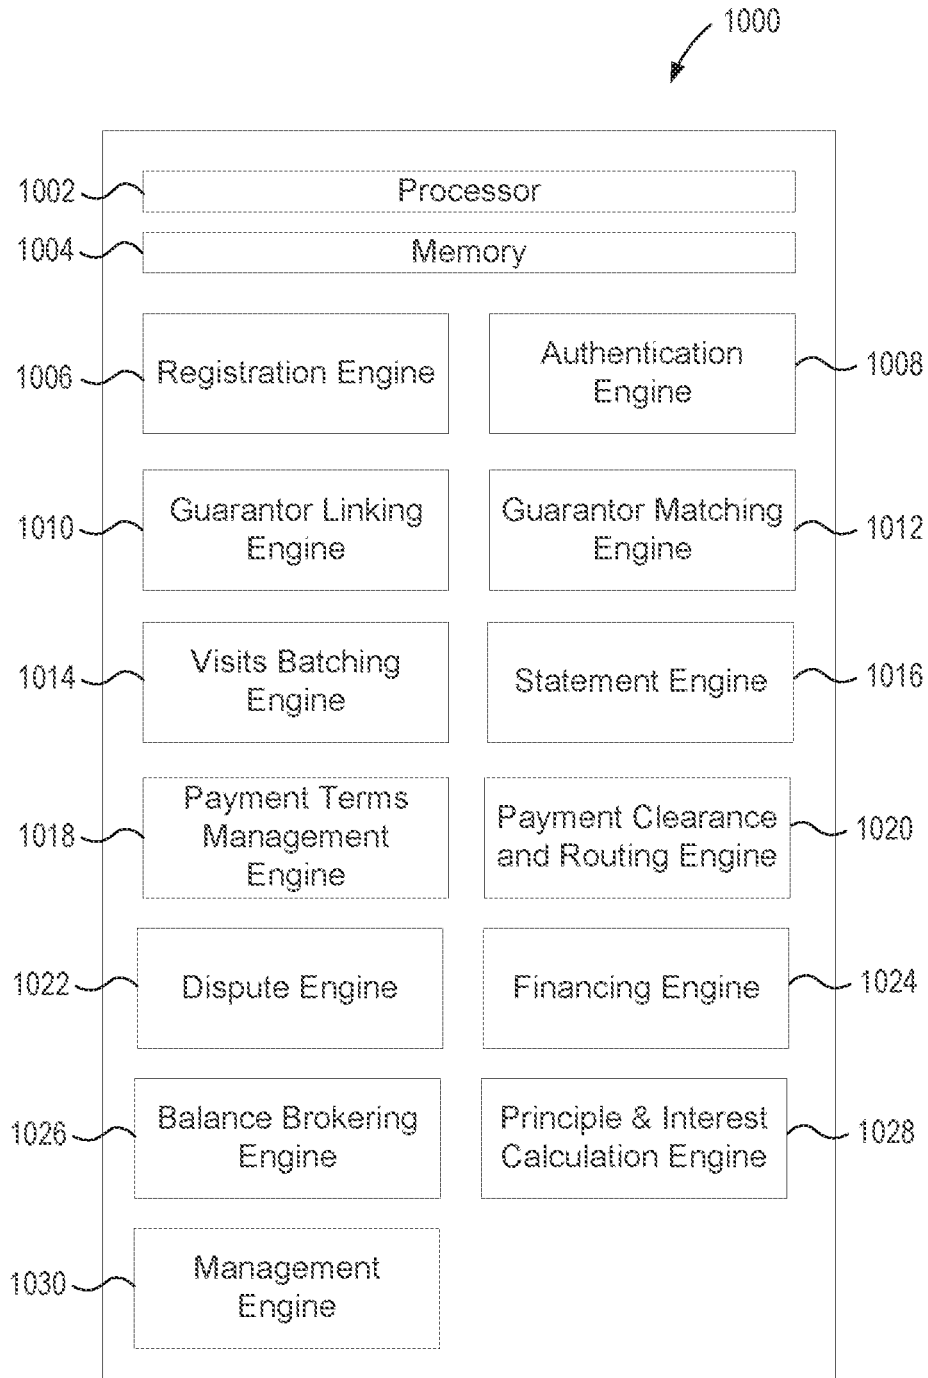 1000
1002
Processor
1004
Memory
1006
Registration Engine
Authentication
Engine
1008
1010
Guarantor Linking
Engine
Guarantor Matching
Engine
1012
1014
Visits Batching
Engine
Statement Engine
1016
1018
Payment Terms
Management
Engine
Payment Clearance
and Routing Engine
1020
1022
Dispute Engine
Financing Engine
1024
1026
Balance Brokering
Engine
Principle & Interest
Calculation Engine
1028
1030
Management
Engine